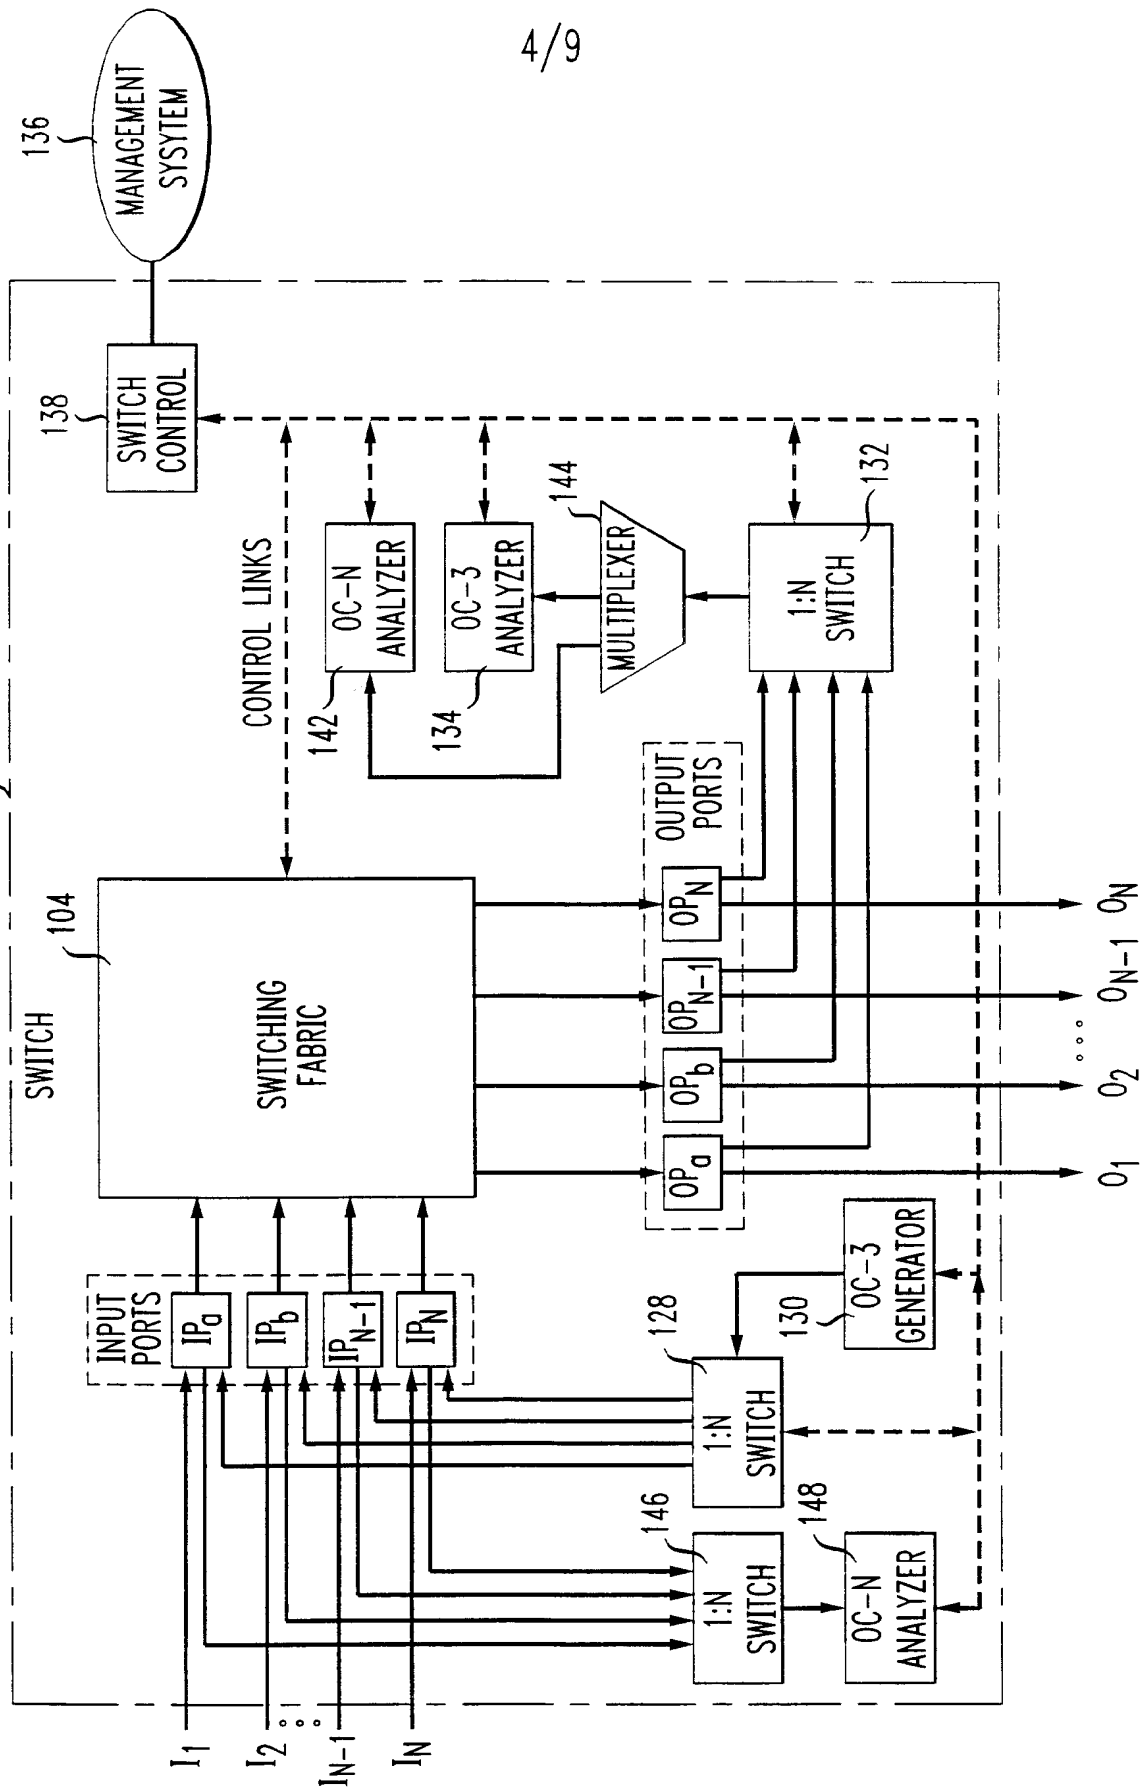 4/9
136
MANAGEMENT
SYSYTEM
138
SWITCH
CONTROL
SWITCH
104
SWITCHING
FABRIC
CONTROL LINKS
142
OC-N
ANALYZER
134
OC-3
ANALYZER
144
MULTIPLEXER
132
1:N
SWITCH
INPUT
PORTS
IPa
IPb
IPN-1
IPN
OUTPUT
PORTS
OPa
OPb
OPN-1
OPN
128
1:N
SWITCH
130
OC-3
GENERATOR
146
1:N
SWITCH
148
OC-N
ANALYZER
I1
I2
IN-1
IN
O1
O2
ON-1
ON